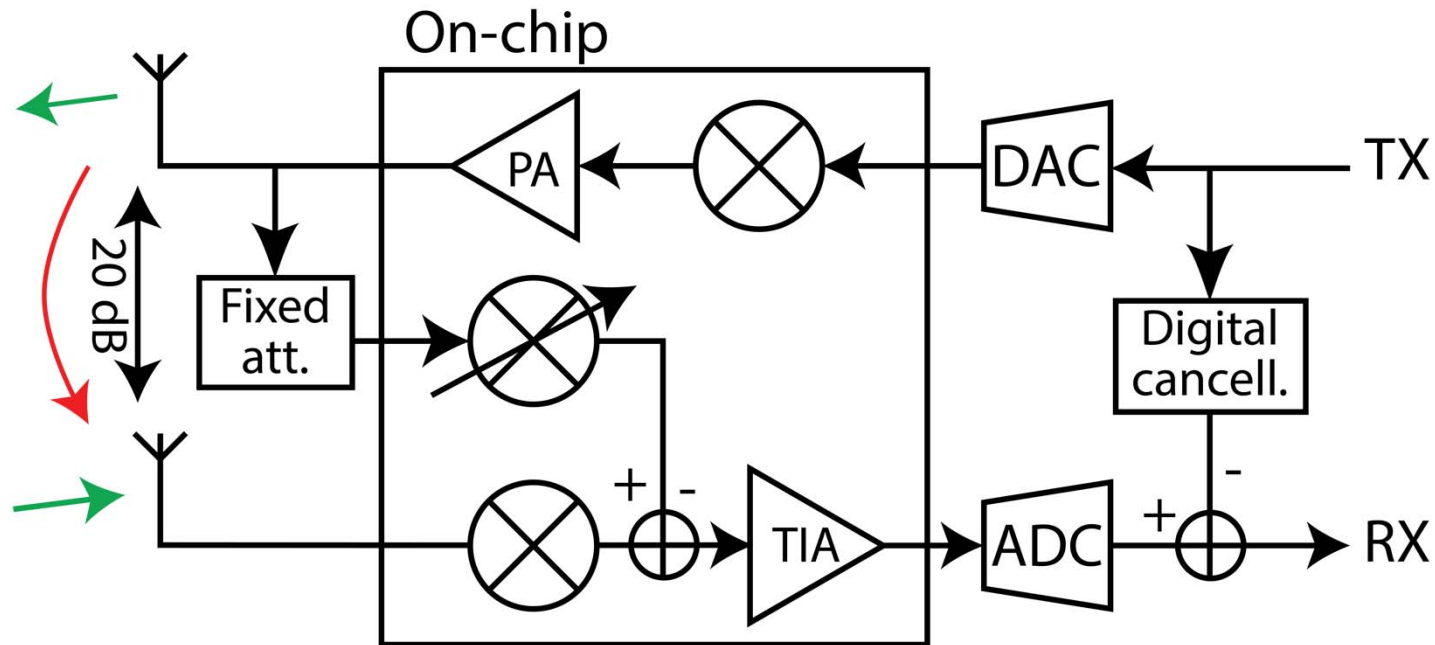 On-chip
PA
DAC
TX
20 dB
Fixed
att.
Digital
cancell.
+
-
+
-
TIA
ADC
RX